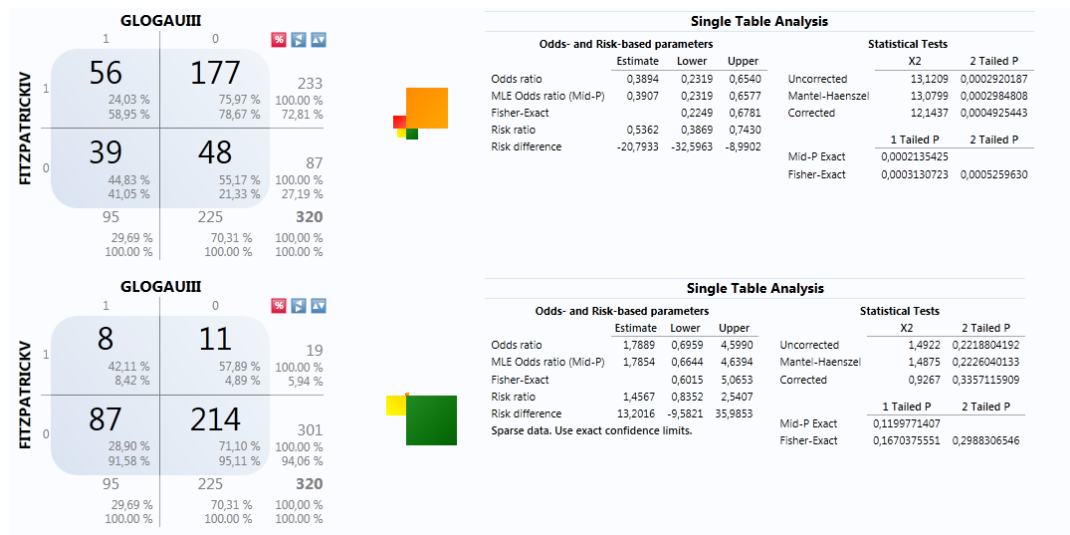 GLOGAUIII
1 0
%
FITZPATRICKIV
1 56 177 233
24,03 % 75,97 % 100.00 %
58,95 % 78,67 % 72,81 %
0 39 48 87
44,83 % 55,17 % 100.00 %
41,05 % 21,33 % 27,19 %
95 225 320
29,69 % 70,31 % 100,00 %
100.00 % 100.00 % 100.00 %
Single Table Analysis
Odds- and Risk-based parameters
Estimate Lower Upper
Odds ratio 0,3894 0,2319 0,6540
MLE Odds ratio (Mid-P) 0,3907 0,2319 0,6577
Fisher-Exact 0,2249 0,6781
Risk ratio 0,5362 0,3869 0,7430
Risk difference -20,7933 -32,5963 -8,9902
Statistical Tests
X2 2 Tailed P
Uncorrected 13,1209 0,0002920187
Mantel-Haenszel 13,0799 0,0002984808
Corrected 12,1437 0,0004925443
1 Tailed P 2 Tailed P
Mid-P Exact 0,0002135425
Fisher-Exact 0,0003130723 0,0005259630
GLOGAUIII
1 0
%
FITZPATRICKV
1 8 11 19
42,11 % 57,89 % 100.00 %
8,42 % 4,89 % 5,94 %
0 87 214 301
28,90 % 71,10 % 100.00 %
91,58 % 95,11 % 94,06 %
95 225 320
29,69 % 70,31 % 100,00 %
100.00 % 100.00 % 100.00 %
Single Table Analysis
Odds- and Risk-based parameters
Estimate Lower Upper
Odds ratio 1,7889 0,6959 4,5990
MLE Odds ratio (Mid-P) 1,7854 0,6644 4,6394
Fisher-Exact 0,6015 5,0653
Risk ratio 1,4567 0,8352 2,5407
Risk difference 13,2016 -9,5821 35,9853
Sparse data. Use exact confidence limits.
Statistical Tests
X2 2 Tailed P
Uncorrected 1,4922 0,2218804192
Mantel-Haenszel 1,4875 0,2226040133
Corrected 0,9267 0,3357115909
1 Tailed P 2 Tailed P
Mid-P Exact 0,1199771407
Fisher-Exact 0,1670375551 0,2988306546